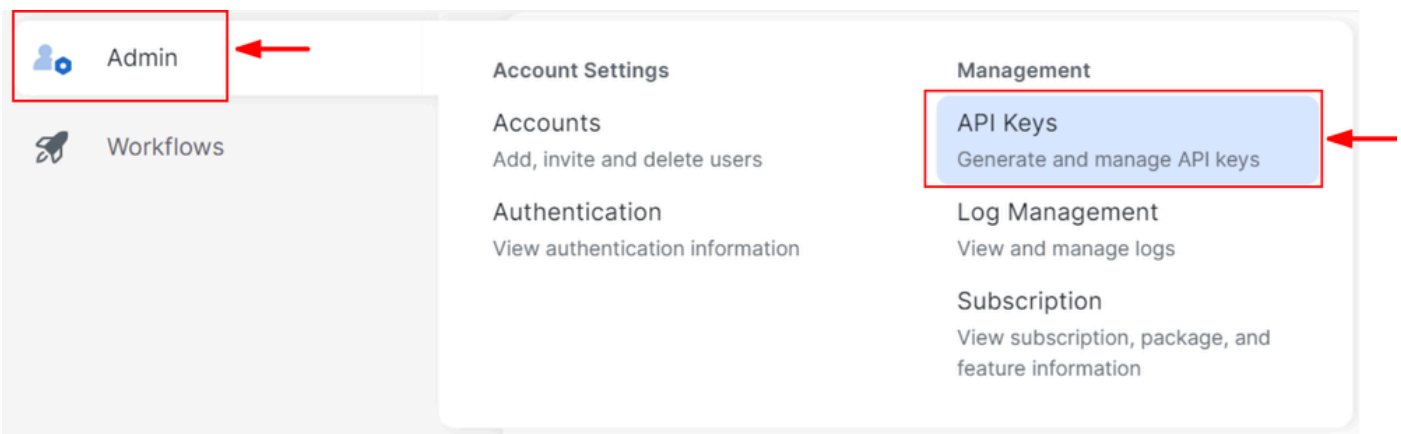 Admin
Workflows
Account Settings
Accounts
Add, invite and delete users
Authentication
View authentication information
Management
API Keys
Generate and manage API keys
Log Management
View and manage logs
Subscription
View subscription, package, and
feature information